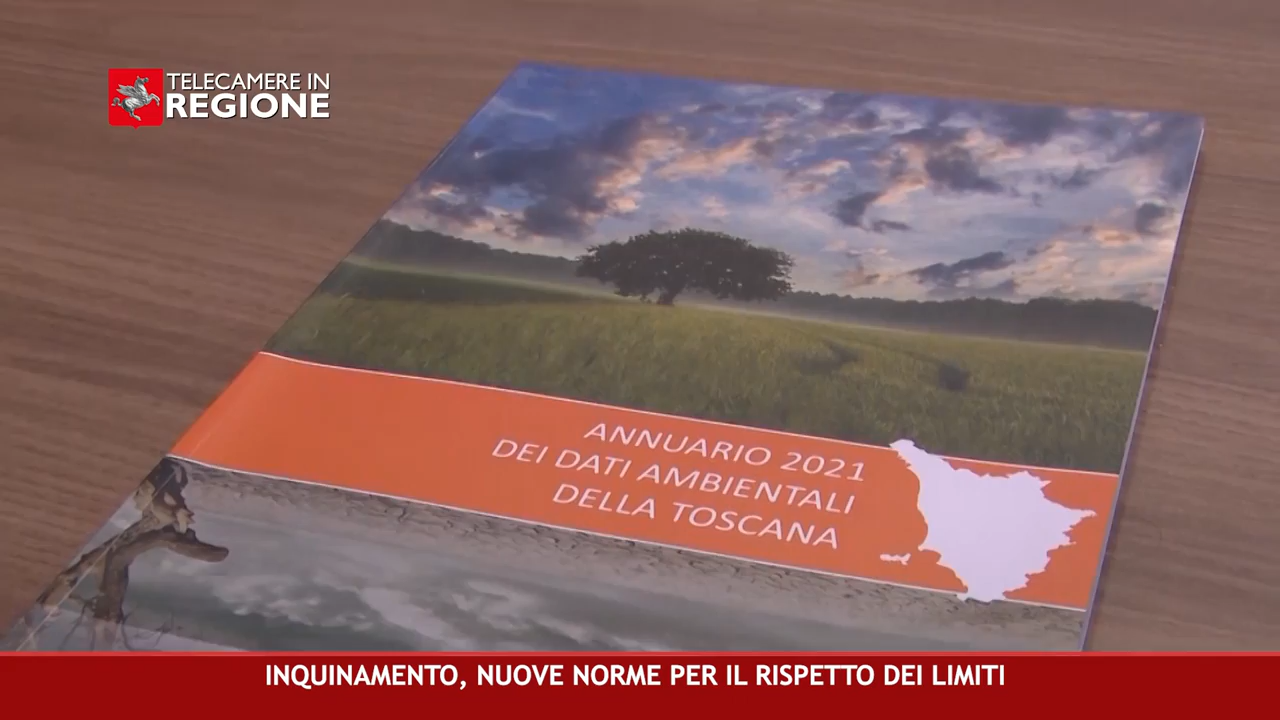 TELECAMERE IN
REGIONE
ANNUARIO 2021
DEI DATI AMBIENTALI
DELLA TOSCANA
INQUINAMENTO, NUOVE NORME PER IL RISPETTO DEI LIMITI